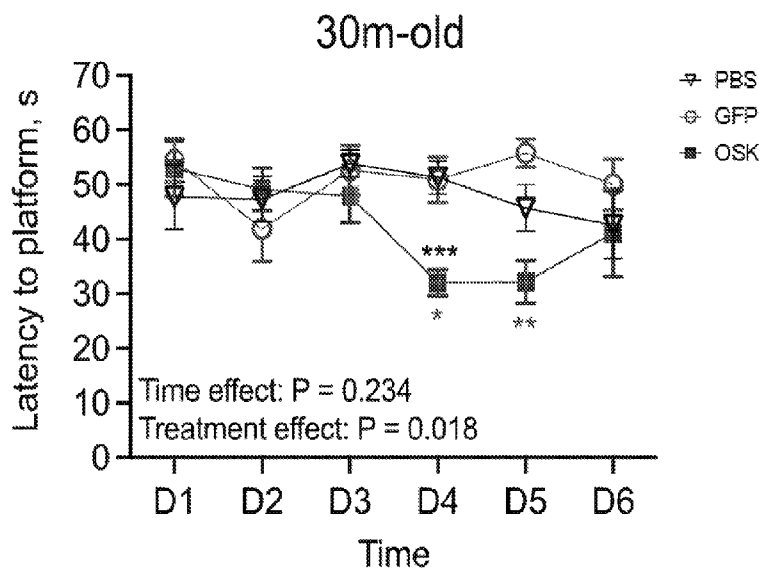 30m-old
Latency to platform, s
70
60
50
40
30
20
10
0
PBS
GFP
OSK
***
*
**
Time effect: P = 0.234
Treatment effect: P = 0.018
D1 D2 D3 D4 D5 D6
Time